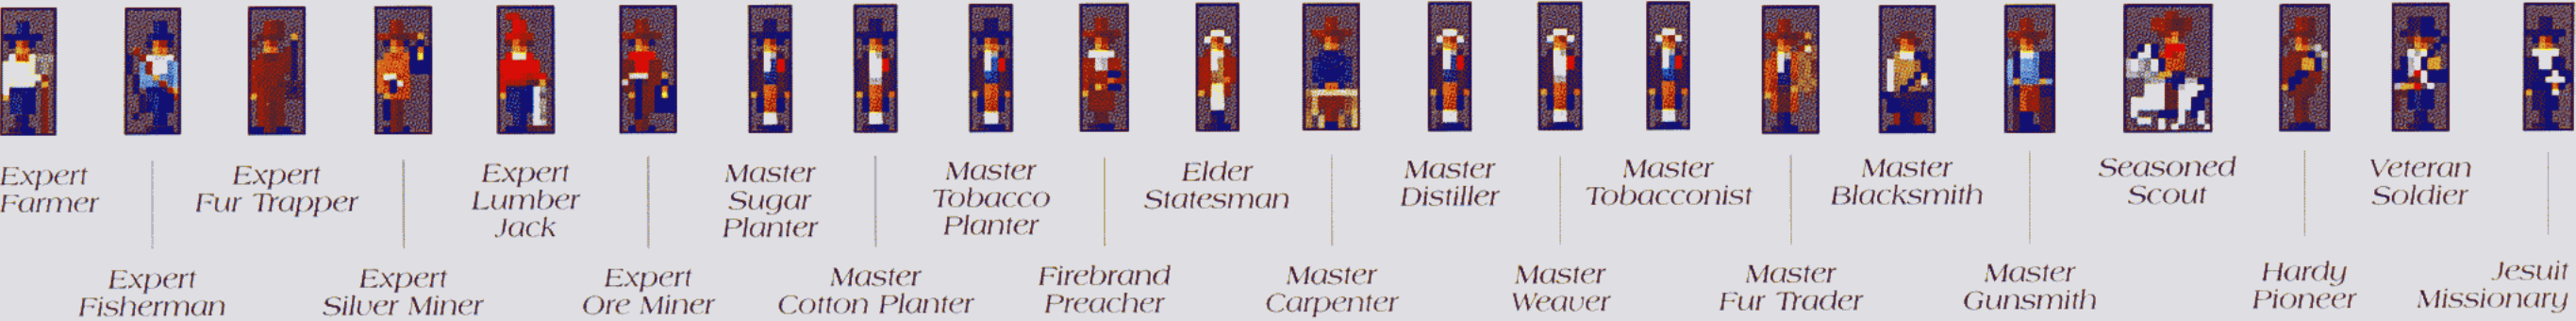 Expert
Farmer
Expert
Fisherman
Expert
Fur Trapper
Expert
Silver Miner
Expert
Lumber
Jack
Expert
Ore Miner
Master
Sugar
Planter
Master
Cotton Planter
Master
Tobacco
Planter
Firebrand
Preacher
Elder
Statesman
Master
Carpenter
Master
Distiller
Master
Weaver
Master
Tobacconist
Master
Fur Trader
Master
Blacksmith
Master
Gunsmith
Seasoned
Scout
Hardy
Pioneer
Veteran
Soldier
Jesuit
Missionary